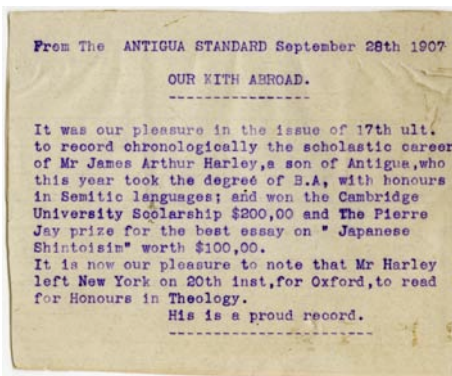 From The ANTIGUA STANDARD September 28th 1907
OUR KITH ABROAD.
It was our pleasure in the issue of 17th ult.
to record chronologically the scholastic career
of Mr James Arthur Harley,a son of Antigua,who
this year took the degree of B.A, with honours
in Semitic languages; and won the Cambridge
University Scholarship $200,00 and The Pierre
Jay prize for the best essay on " Japanese
Shintoisim" worth $100,00.
It is now our pleasure to note that Mr Harley
left New York on 20th inst,for Oxford,to read
for Honours in Theology.
His is a proud record.